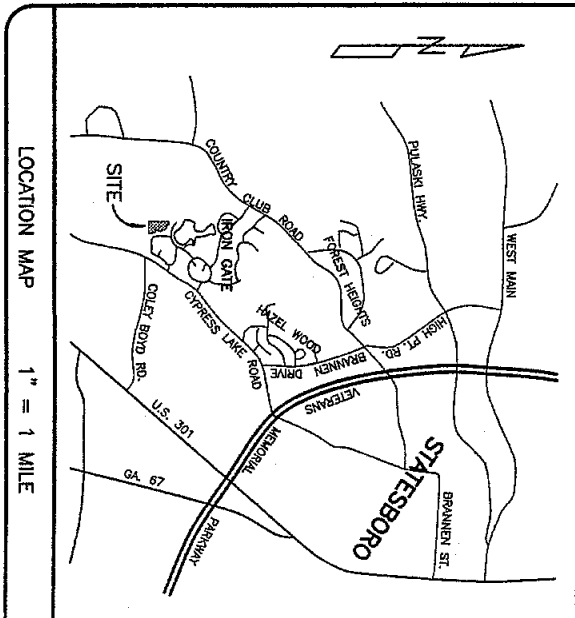 WEST MAIN
PULASKI HWY.
COUNTRY CLUB ROAD
FOREST HEIGHTS
HIGH PT. RD.
SITE
IRON GATE
HAZEL WOOD
BRANNEN DRIVE
CYPRESS LAKE ROAD
COLEY BOYD RD.
VETERANS MEMORIAL PARKWAY
U.S. 301
GA. 67
STATESBORO
BRANNEN ST.
N
LOCATION MAP 1" = 1 MILE